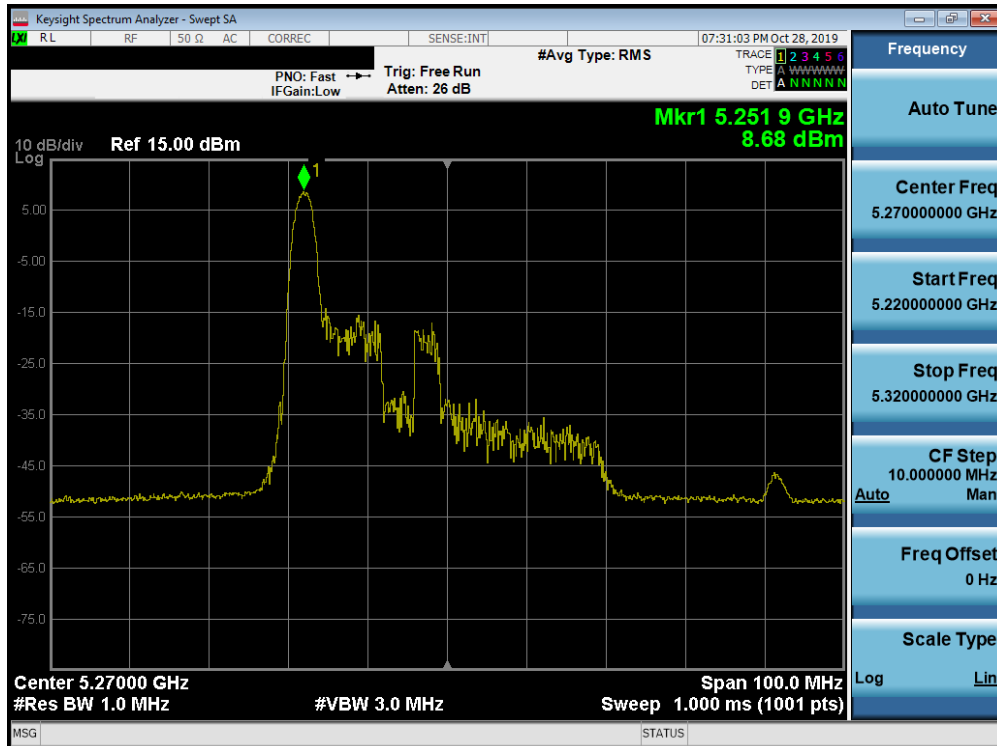 Keysight Spectrum Analyzer - Swept SA
LXI RL RF 50 Ω AC CORREC SENSE:INT 07:31:03 PM Oct 28, 2019
PNO: Fast Trig: Free Run #Avg Type: RMS TRACE 1 2 3 4 5 6
IFGain:Low Atten: 26 dB TYPE A WWWWW
DET A N N N N N
Mkr1 5.251 9 GHz
8.68 dBm
10 dB/div Ref 15.00 dBm
Log
1
5.00
-5.00
-15.0
-25.0
-35.0
-45.0
-55.0
-65.0
-75.0
Center 5.27000 GHz Span 100.0 MHz
#Res BW 1.0 MHz #VBW 3.0 MHz Sweep 1.000 ms (1001 pts)
MSG STATUS
Frequency
Auto Tune
Center Freq
5.270000000 GHz
Start Freq
5.220000000 GHz
Stop Freq
5.320000000 GHz
CF Step
10.000000 MHz
Auto Man
Freq Offset
0 Hz
Scale Type
Log Lin